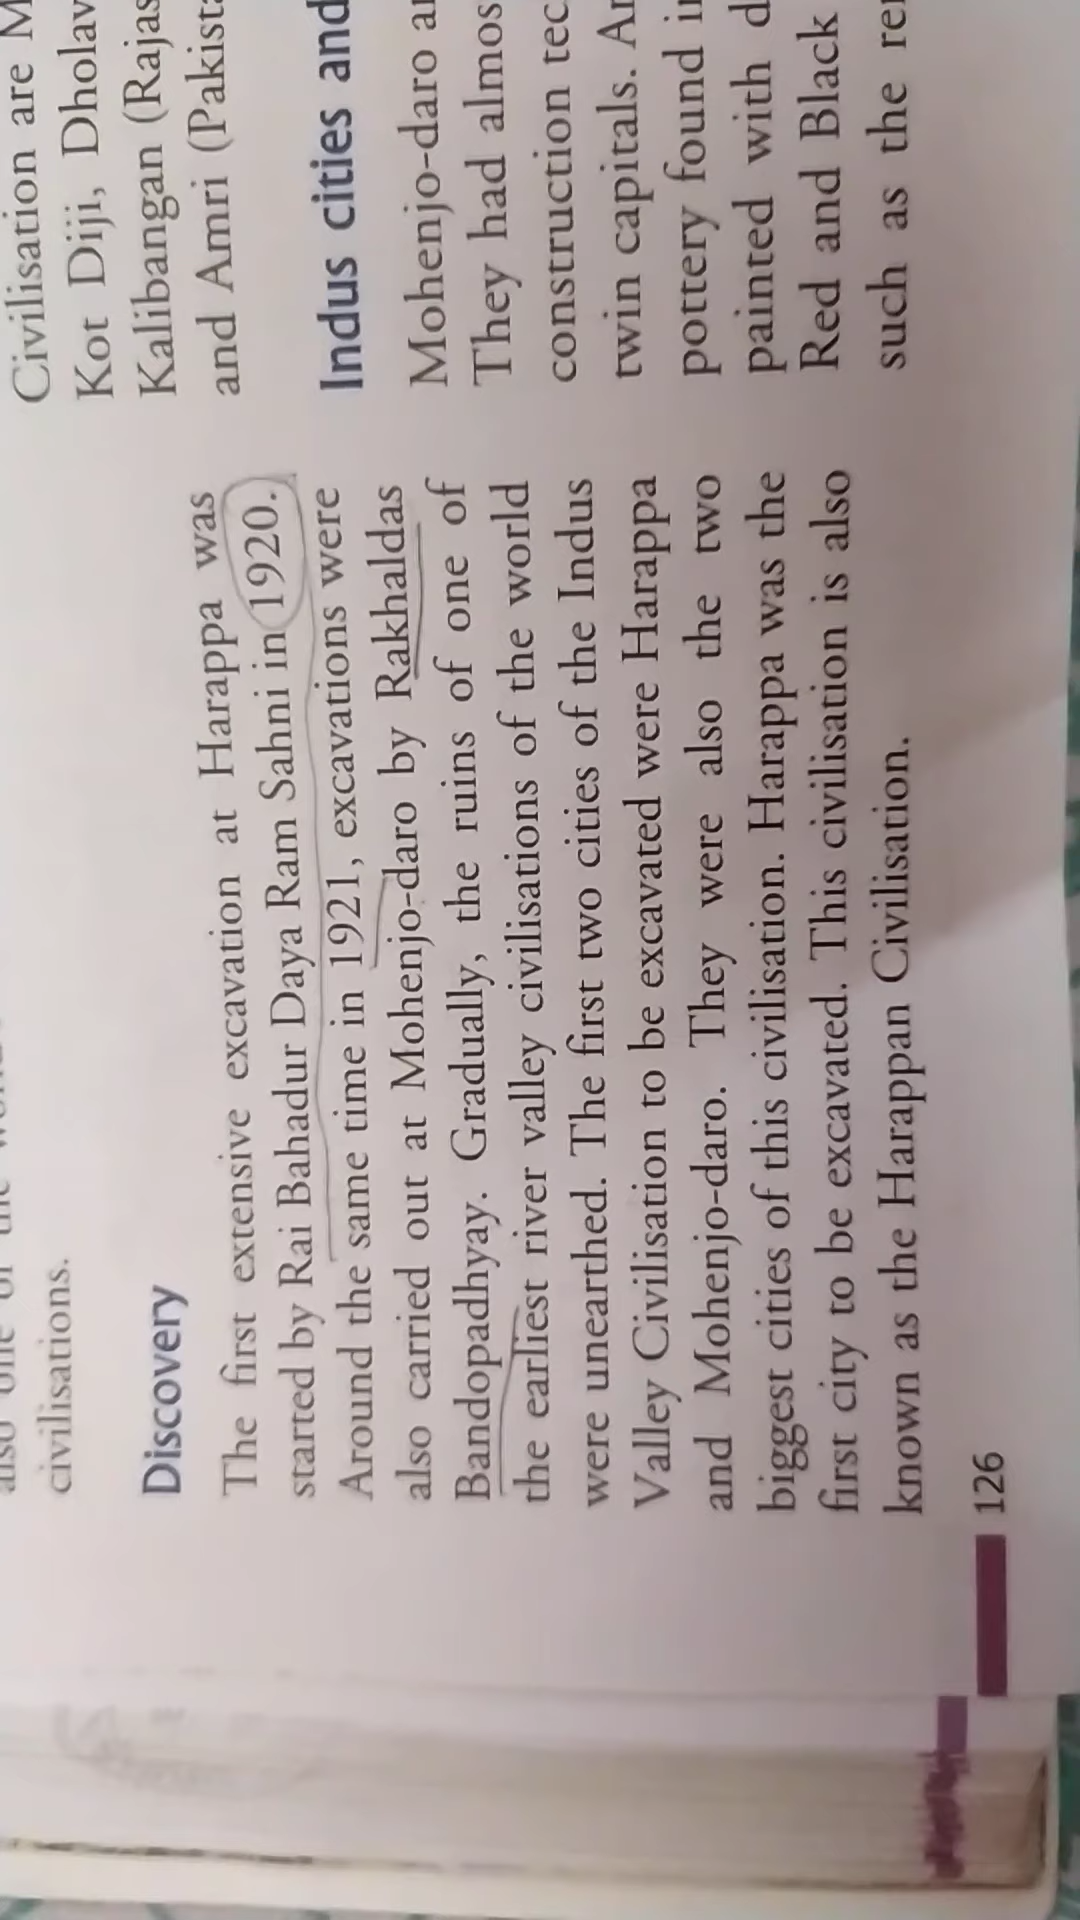 civilisations.
Discovery
The first extensive excavation at Harappa was
started by Rai Bahadur Daya Ram Sahni in 1920.
Around the same time in 1921, excavations were
also carried out at Mohenjo-daro by Rakhaldas
Bandopadhyay. Gradually, the ruins of one of
the earliest river valley civilisations of the world
were unearthed. The first two cities of the Indus
Valley Civilisation to be excavated were Harappa
and Mohenjo-daro. They were also the two
biggest cities of this civilisation. Harappa was the
first city to be excavated. This civilisation is also
known as the Harappan Civilisation.
126
Civilisation are
Kot Diji,
Kalibangan
and Amri
Indus cities and
Mohenjo-daro
They had
construction
twin capitals.
pottery found
painted with
Red and Black
such as the